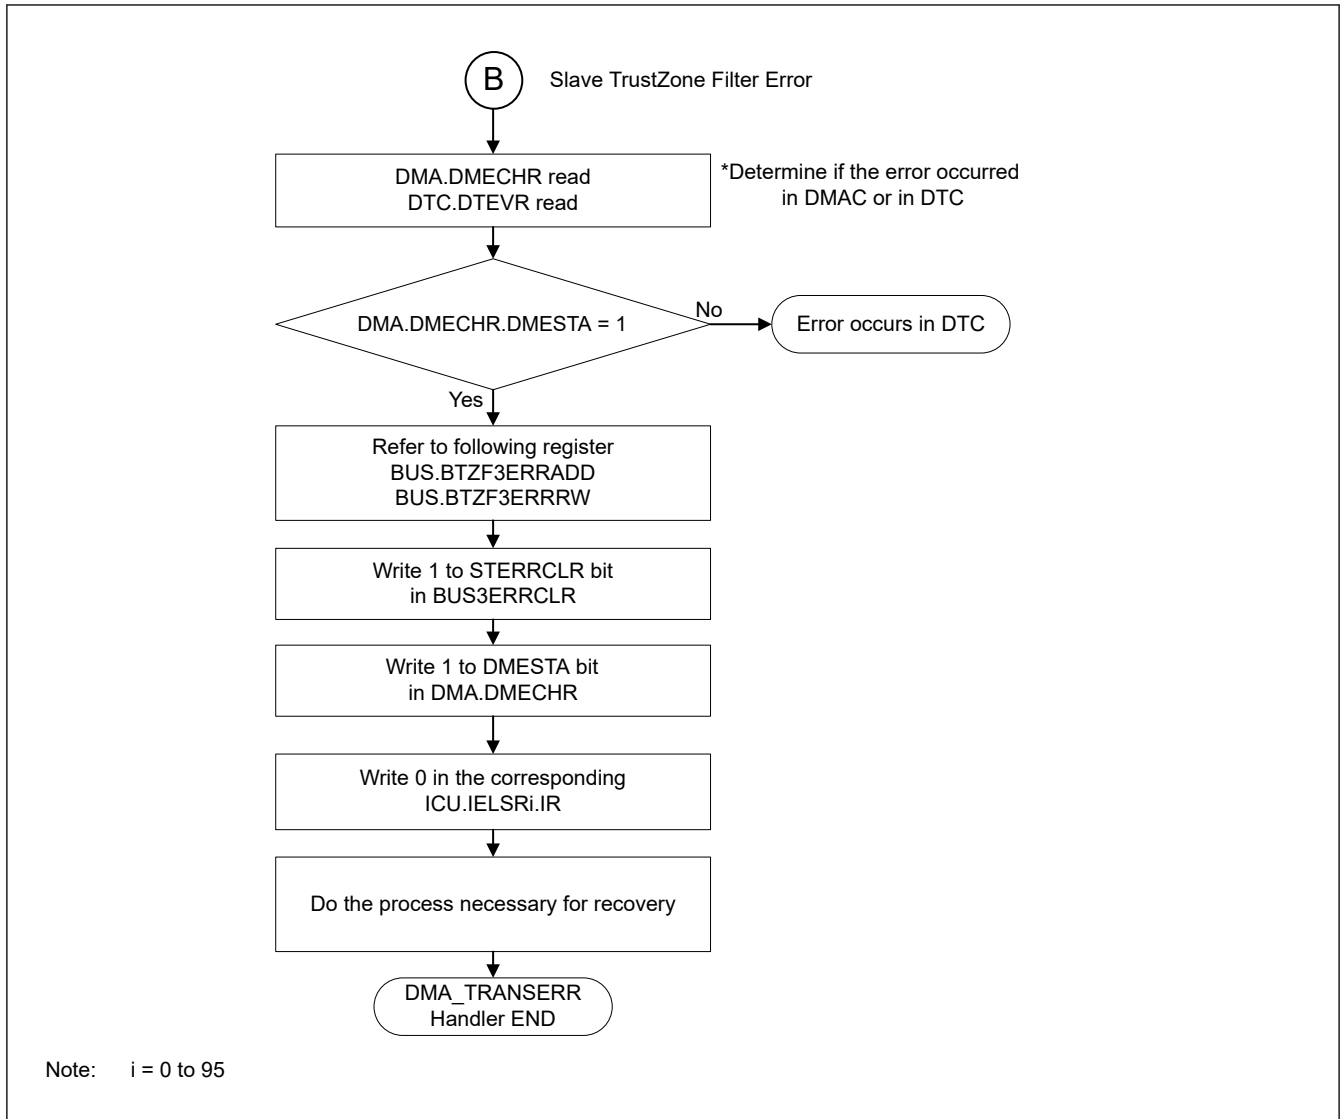 B
Slave TrustZone Filter Error
DMA.DMECHR read
DTC.DTEVR read
*Determine if the error occurred
in DMAC or in DTC
DMA.DMECHR.DMESTA = 1
No
Error occurs in DTC
Yes
Refer to following register
BUS.BTZF3ERRADD
BUS.BTZF3ERRRW
Write 1 to STERRCLR bit
in BUS3ERRCLR
Write 1 to DMESTA bit
in DMA.DMECHR
Write 0 in the corresponding
ICU.IELSRi.IR
Do the process necessary for recovery
DMA_TRANSERR
Handler END
Note: i = 0 to 95